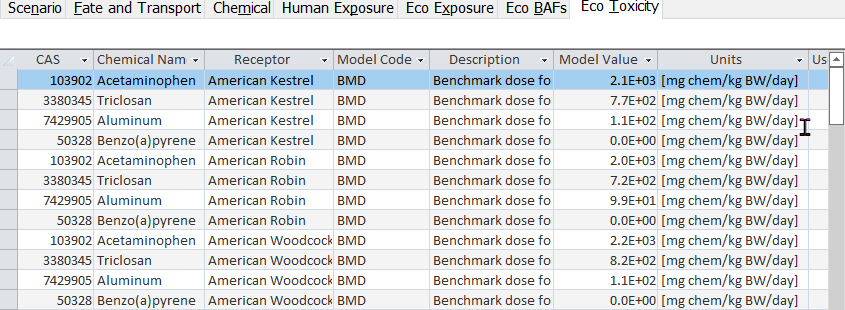 Scenario Fate and Transport Chemical Human Exposure Eco Exposure Eco BAFs Eco Toxicity
CAS Chemical Nam Receptor Model Code Description Model Value Units Us
103902 Acetaminophen American Kestrel BMD Benchmark dose fo 2.1E+03 [mg chem/kg BW/day]
3380345 Triclosan American Kestrel BMD Benchmark dose fo 7.7E+02 [mg chem/kg BW/day]
7429905 Aluminum American Kestrel BMD Benchmark dose fo 1.1E+02 [mg chem/kg BW/day]
50328 Benzo(a)pyrene American Kestrel BMD Benchmark dose fo 0.0E+00 [mg chem/kg BW/day]
103902 Acetaminophen American Robin BMD Benchmark dose fo 2.0E+03 [mg chem/kg BW/day]
3380345 Triclosan American Robin BMD Benchmark dose fo 7.2E+02 [mg chem/kg BW/day]
7429905 Aluminum American Robin BMD Benchmark dose fo 9.9E+01 [mg chem/kg BW/day]
50328 Benzo(a)pyrene American Robin BMD Benchmark dose fo 0.0E+00 [mg chem/kg BW/day]
103902 Acetaminophen American Woodcock BMD Benchmark dose fo 2.2E+03 [mg chem/kg BW/day]
3380345 Triclosan American Woodcock BMD Benchmark dose fo 8.2E+02 [mg chem/kg BW/day]
7429905 Aluminum American Woodcock BMD Benchmark dose fo 1.1E+02 [mg chem/kg BW/day]
50328 Benzo(a)pyrene American Woodcock BMD Benchmark dose fo 0.0E+00 [mg chem/kg BW/day]